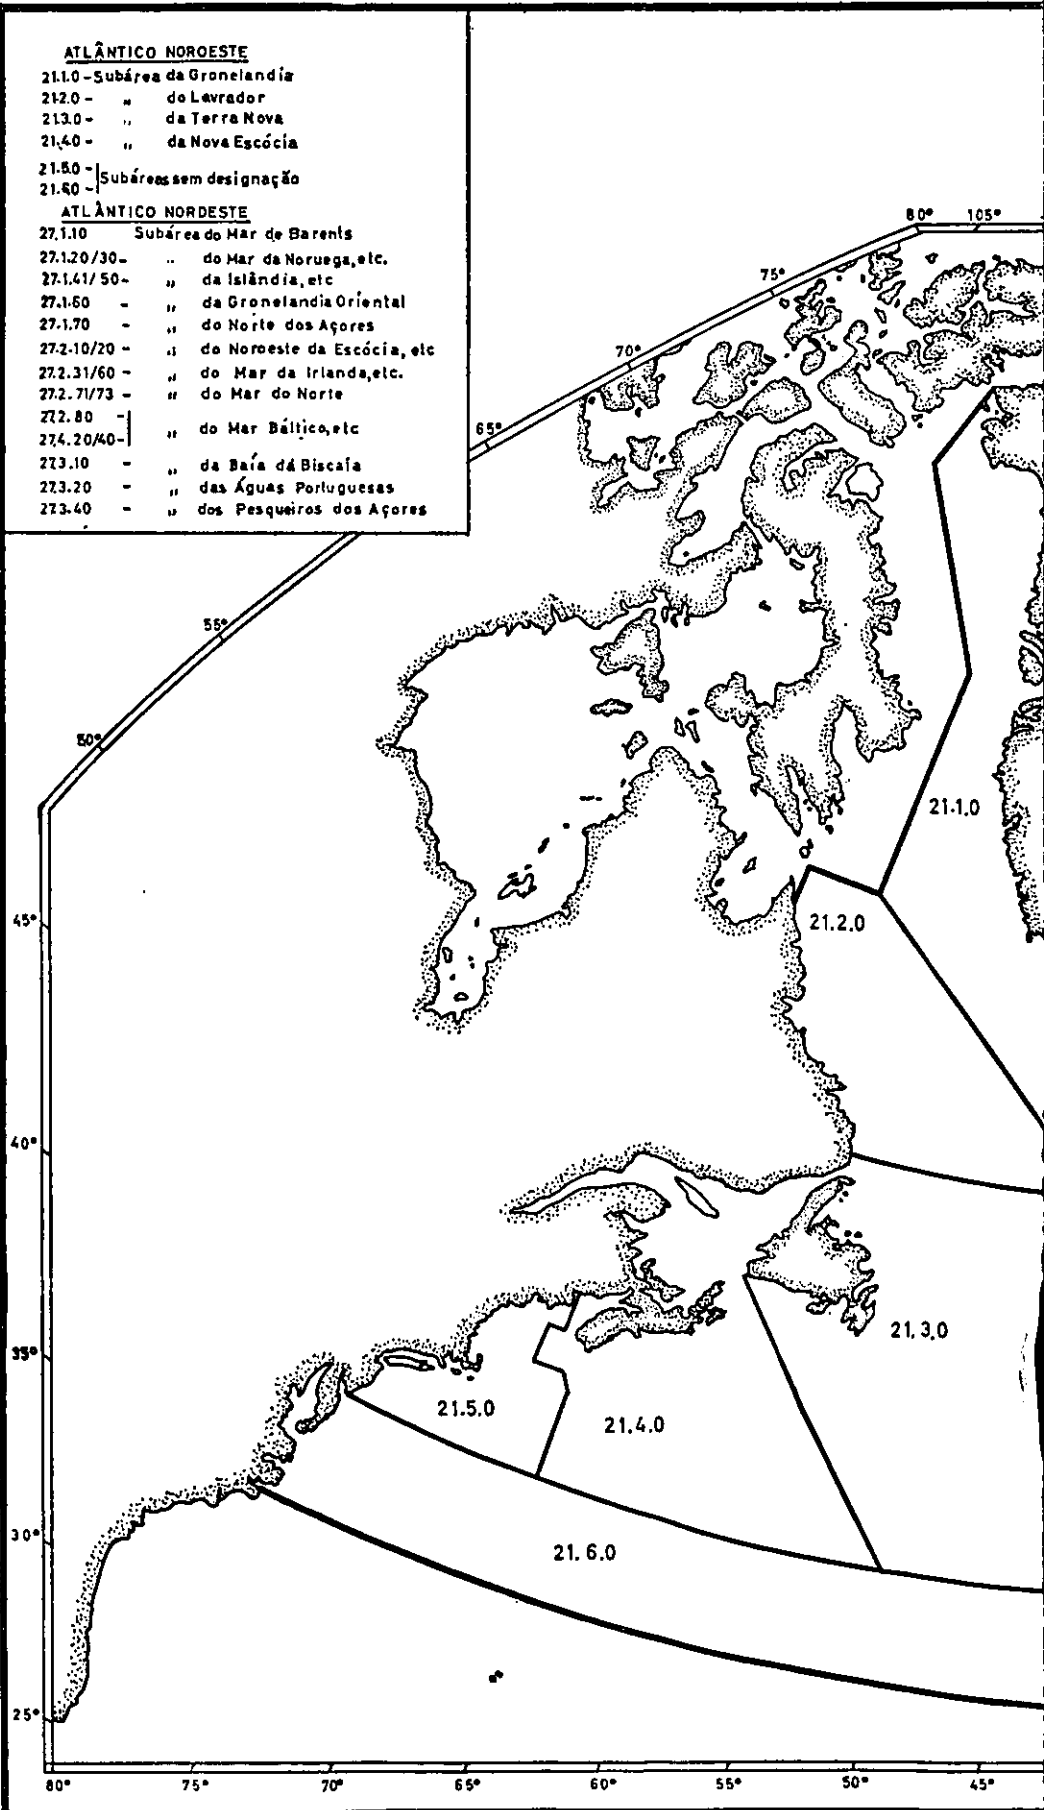 ATLÂNTICO NOROESTE
21.1.0 - Subárea da Gronelandia
21.2.0 - „ do Lavrador
21.3.0 - „ da Terra Nova
21.4.0 - „ da Nova Escócia
21.5.0 -
21.6.0 - Subáreas sem designação
ATLÂNTICO NORDESTE
27.1.10 Subárea do Mar de Barents
27.1.20/30 - „ do Mar da Noruega, etc.
27.1.41/50 - „ da Islândia, etc
27.1.60 - „ da Gronelandia Oriental
27.1.70 - „ do Norte dos Açores
27.2.10/20 - „ do Noroeste da Escócia, etc
27.2.31/60 - „ do Mar da Irlanda, etc.
27.2.71/73 - „ do Mar do Norte
27.2.80 -
27.4.20/40 - „ do Mar Báltico, etc
27.3.10 - „ da Baía dá Biscaia
27.3.20 - „ das Águas Portuguesas
27.3.40 - „ dos Pesqueiros dos Açores
80° 105°
75°
70°
65°
55°
50°
21.1.0
45°
21.2.0
40°
21.3.0
35°
21.5.0
21.4.0
30°
21.6.0
25°
80° 75° 70° 65° 60° 55° 50° 45°